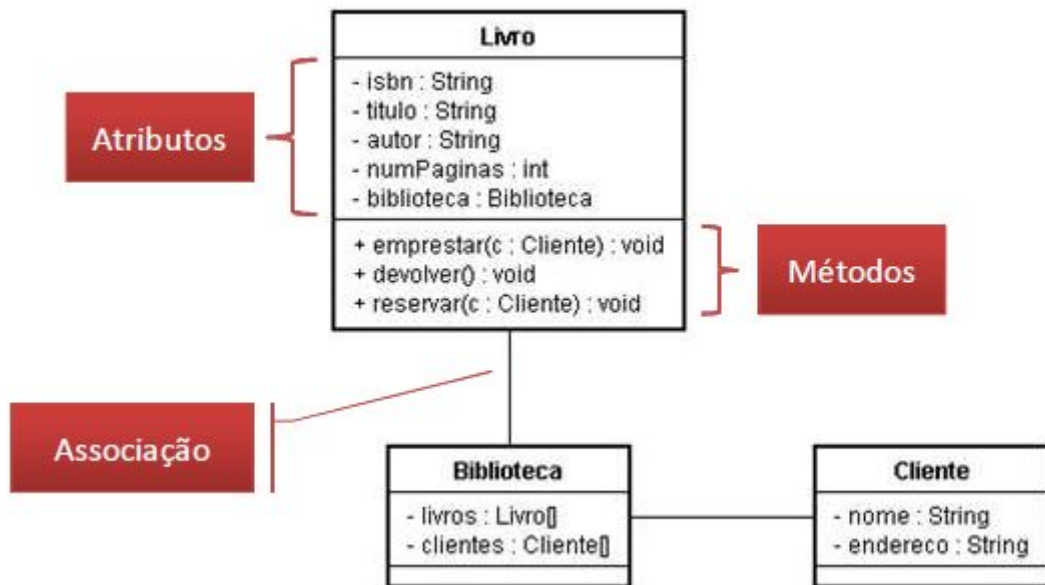 Livro
- isbn : String
- titulo : String
- autor : String
- numPaginas : int
- biblioteca : Biblioteca
Atributos
+ emprestar(c : Cliente) : void
+ devolver() : void
+ reservar(c : Cliente) : void
Métodos
Associação
Biblioteca
- livros : Livro[]
- clientes : Cliente[]
Cliente
- nome : String
- endereco : String